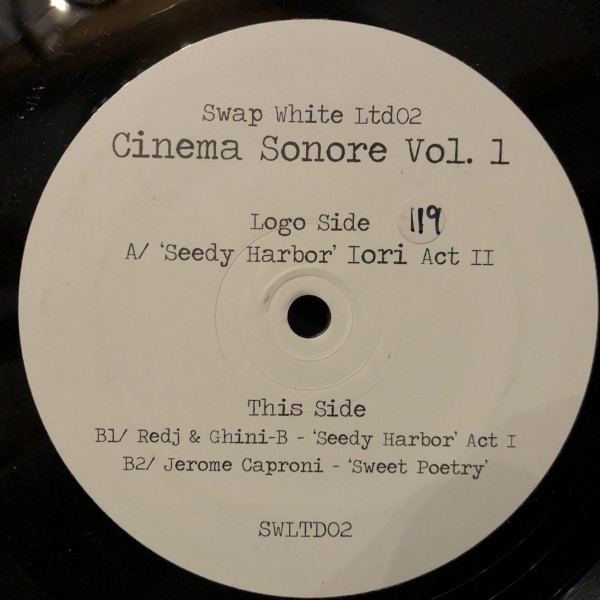 Swap White Ltd02
Cinema Sonore Vol. 1
Logo Side 119
A/ ‘Seedy Harbor’ Iori Act II
This Side
B1/ Redj & Ghini-B - ‘Seedy Harbor’ Act I
B2/ Jerome Caproni - ‘Sweet Poetry’
SWLTD02